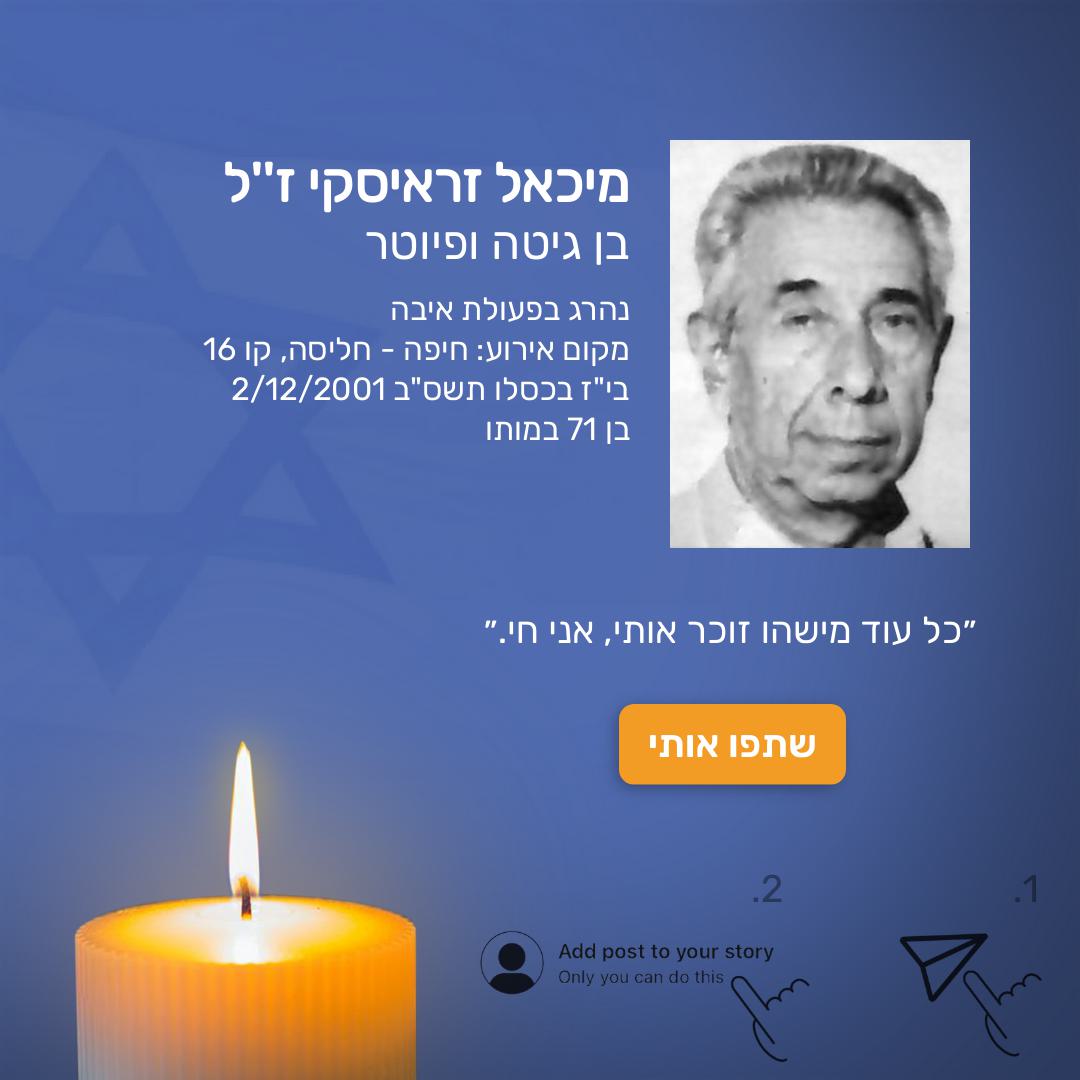 מיכאל זראיסקי ז"ל
בן גיטה ופיוטר
נהרג בפעולת איבה
מקום אירוע: חיפה - חליסה, קו 16
בי"ז בכסלו תשס"ב 2/12/2001
בן 71 במותו
״כל עוד מישהו זוכר אותי, אני חי.״
שתפו אותי
1.
2.
Add post to your story
Only you can do this